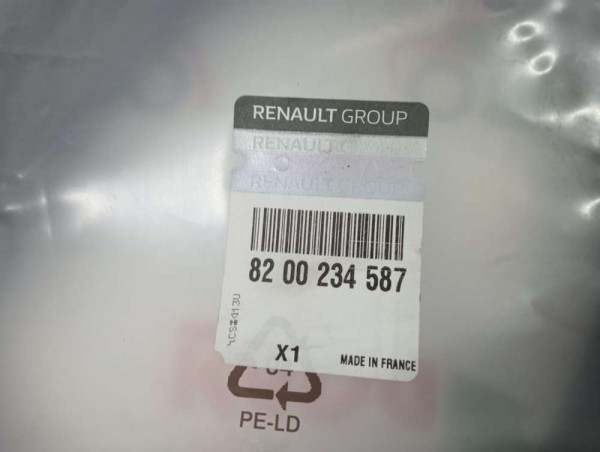 RENAULT GROUP
RENAULT
RENAULT GROUP
82 00 234 587
X1
MADE IN FRANCE
PE-LD